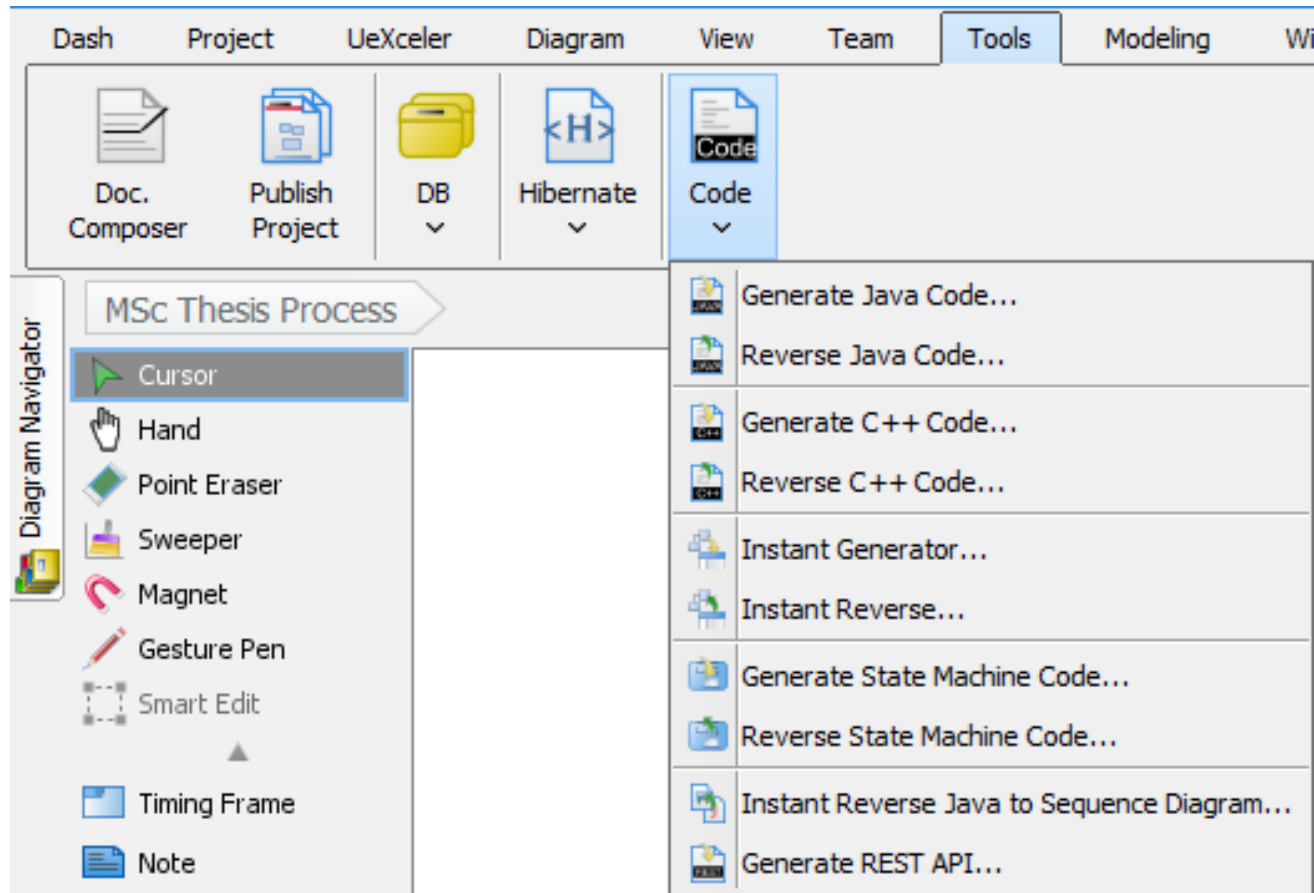 Dash Project UeXceler Diagram View Team Tools Modeling Wi
<H>
Code
Doc. Composer
Publish Project
DB
Hibernate
Code
MSc Thesis Process
Diagram Navigator
Cursor
Hand
Point Eraser
Sweeper
Magnet
Gesture Pen
Smart Edit
Timing Frame
Note
Generate Java Code...
Reverse Java Code...
Generate C++ Code...
Reverse C++ Code...
Instant Generator...
Instant Reverse...
Generate State Machine Code...
Reverse State Machine Code...
Instant Reverse Java to Sequence Diagram...
Generate REST API...